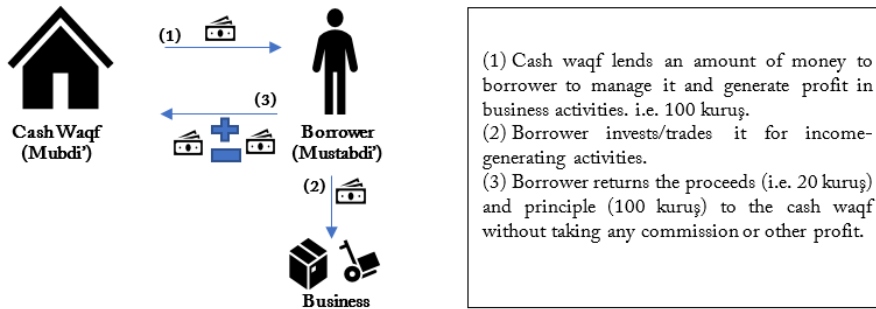 (1)
(3)
Cash Waqf
(Mubdi’)
Borrower
(Mustabdi’)
(2)
Business
(1) Cash waqf lends an amount of money to
borrower to manage it and generate profit in
business activities. i.e. 100 kuruş.
(2) Borrower invests/trades it for income-
generating activities.
(3) Borrower returns the proceeds (i.e. 20 kuruş)
and principle (100 kuruş) to the cash waqf
without taking any commission or other profit.